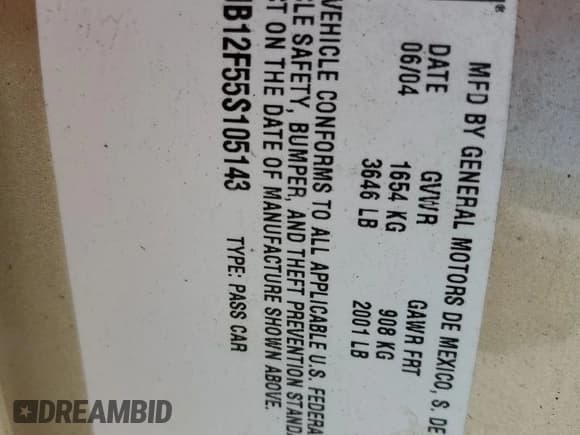 MFD BY GENERAL MOTORS DE MEXICO, S. DE
DATE GVWR GAWR FRT
06/04 1654 KG 908 KG
3646 LB 2001 LB
VEHICLE CONFORMS TO ALL APPLICABLE U.S. FEDERA
LE SAFETY, BUMPER, AND THEFT PREVENTION STAND
ON THE DATE OF MANUFACTURE SHOWN ABOVE.
B12F55S105143 TYPE: PASS CAR
DREAMBID